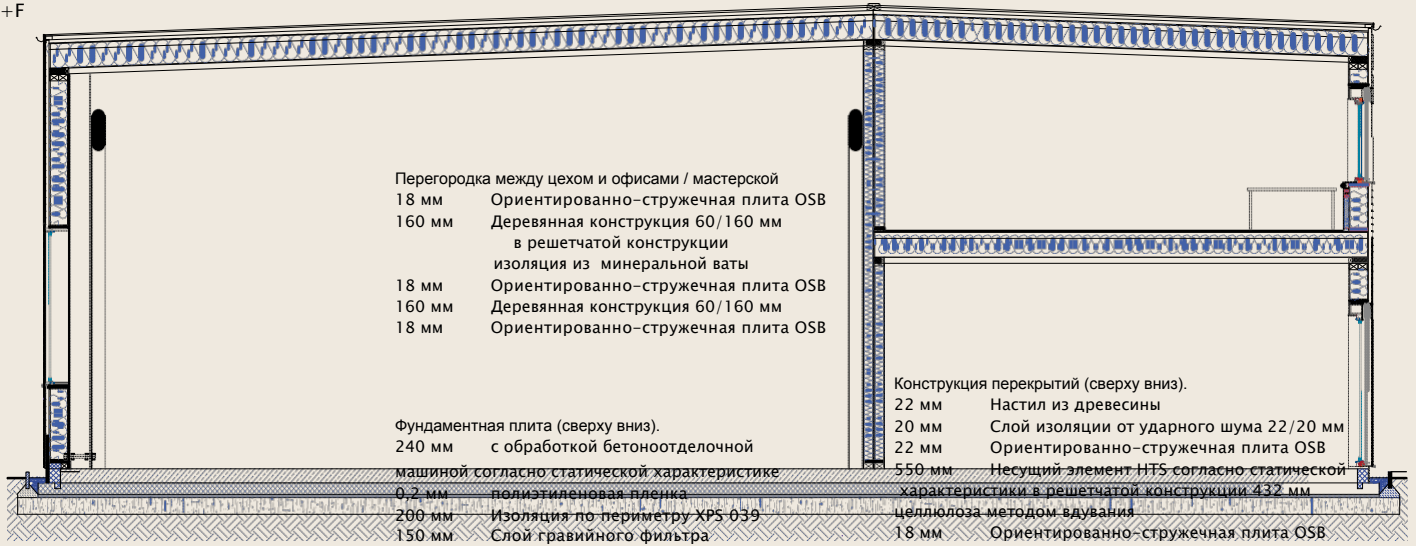 +F
Перегородка между цехом и офисами / мастерской
18 мм Ориентированно-стружечная плита OSB
160 мм Деревянная конструкция 60/160 мм
в решетчатой конструкции
изоляция из минеральной ваты
18 мм Ориентированно-стружечная плита OSB
160 мм Деревянная конструкция 60/160 мм
18 мм Ориентированно-стружечная плита OSB
Фундаментная плита (сверху вниз).
240 мм с обработкой бетоноотделочной
машиной согласно статической характеристике
0,2 мм полиэтиленовая пленка
200 мм Изоляция по периметру XPS 039
150 мм Слой гравийного фильтра
Конструкция перекрытий (сверху вниз).
22 мм Настил из древесины
20 мм Слой изоляции от ударного шума 22/20 мм
22 мм Ориентированно-стружечная плита OSB
550 мм Несущий элемент HTS согласно статической
характеристики в решетчатой конструкции 432 мм
целлюлоза методом вдувания
18 мм Ориентированно-стружечная плита OSB